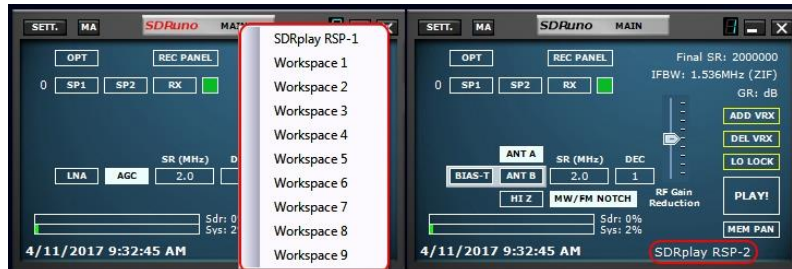 SETT.
MA
SDRuno
MAIN
OPT
REC PANEL
0
SP1
SP2
RX
LNA
AGC
SR (MHz)
2.0
Sdr: 0
Sys: 2
4/11/2017 9:32:45 AM
SDRplay RSP-1
Workspace 1
Workspace 2
Workspace 3
Workspace 4
Workspace 5
Workspace 6
Workspace 7
Workspace 8
Workspace 9
SETT.
MA
SDRuno
MAIN
OPT
REC PANEL
Final SR: 2000000
IFBW: 1.536MHz (ZIF)
GR: dB
0
SP1
SP2
RX
ADD VRX
DEL VRX
LO LOCK
ANT A
SR (MHz)
DEC
BIAS-T
ANT B
2.0
1
HI Z
MW/FM NOTCH
RF Gain
Reduction
PLAY!
Sdr: 0%
Sys: 2%
MEM PAN
4/11/2017 9:32:45 AM
SDRplay RSP-2